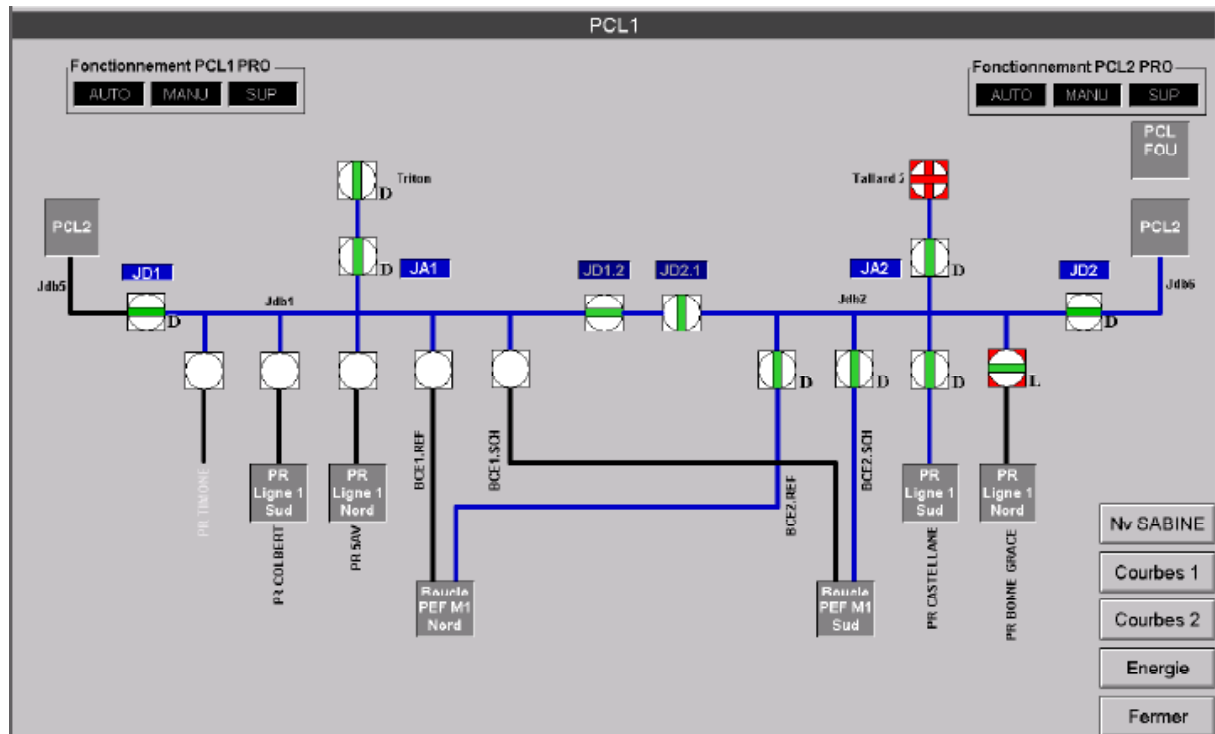 PCL1
Fonctionnement PCL1 PRO
AUTO MANU SUP
Fonctionnement PCL2 PRO
AUTO MANU SUP
PCL
FOU
Triton
D
Tallard 2
PCL2
PCL2
JD1
D
JA1
JD1.2
JD2.1
JA2
D
JD2
Jdb5
Jdb1
Jdb2
Jdb6
D
D
D
D
D
L
BCE1.REF
BCE1.SCH
BCE2.REF
BCE2.SCH
PR TIMONE
PR
Ligne 1
Sud
PR
Ligne 1
Nord
PR
Ligne 1
Sud
PR
Ligne 1
Nord
PR COLBERT
PR SAV
PR CASTELLANE
PR BONNE GRACE
Boucle
PEF M1
Nord
Boucle
PEF M1
Sud
Nv SABINE
Courbes 1
Courbes 2
Energie
Fermer